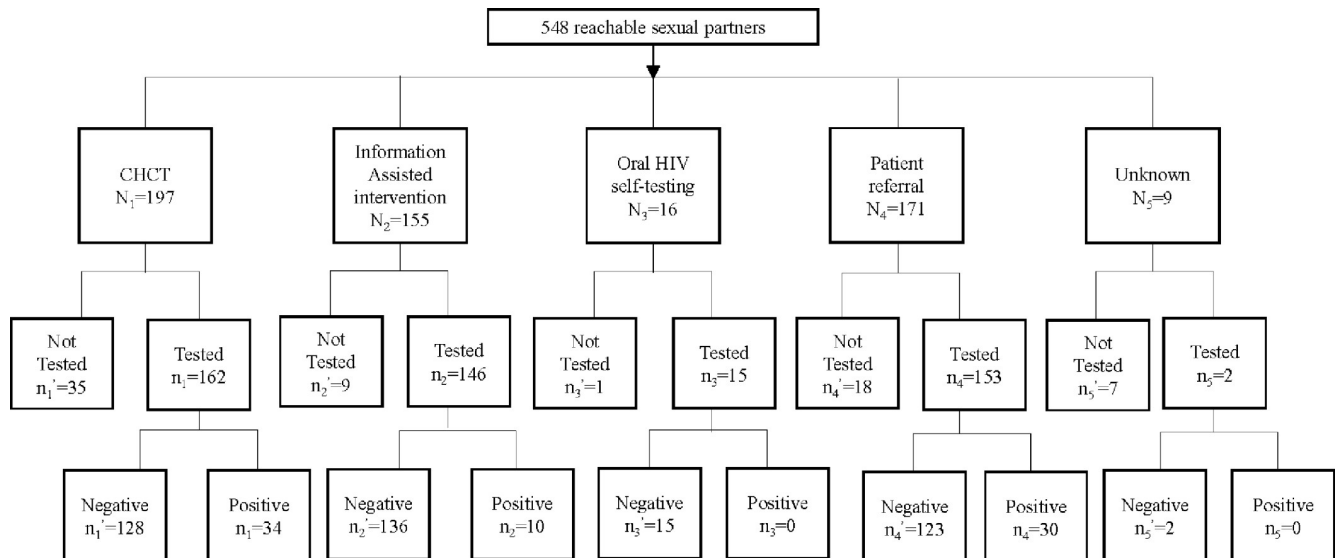 548 reachable sexual partners
CHCT
N₁=197
Information
Assisted
intervention
N₂=155
Oral HIV
self-testing
N₃=16
Patient
referral
N₄=171
Unknown
N₅=9
Not
Tested
n₁'=35
Tested
n₁=162
Not
Tested
n₂'=9
Tested
n₂=146
Not
Tested
n₃'=1
Tested
n₃=15
Not
Tested
n₄'=18
Tested
n₄=153
Not
Tested
n₅'=7
Tested
n₅=2
Negative
n₁'=128
Positive
n₁=34
Negative
n₂'=136
Positive
n₂=10
Negative
n₃'=15
Positive
n₃=0
Negative
n₄'=123
Positive
n₄=30
Negative
n₅'=2
Positive
n₅=0